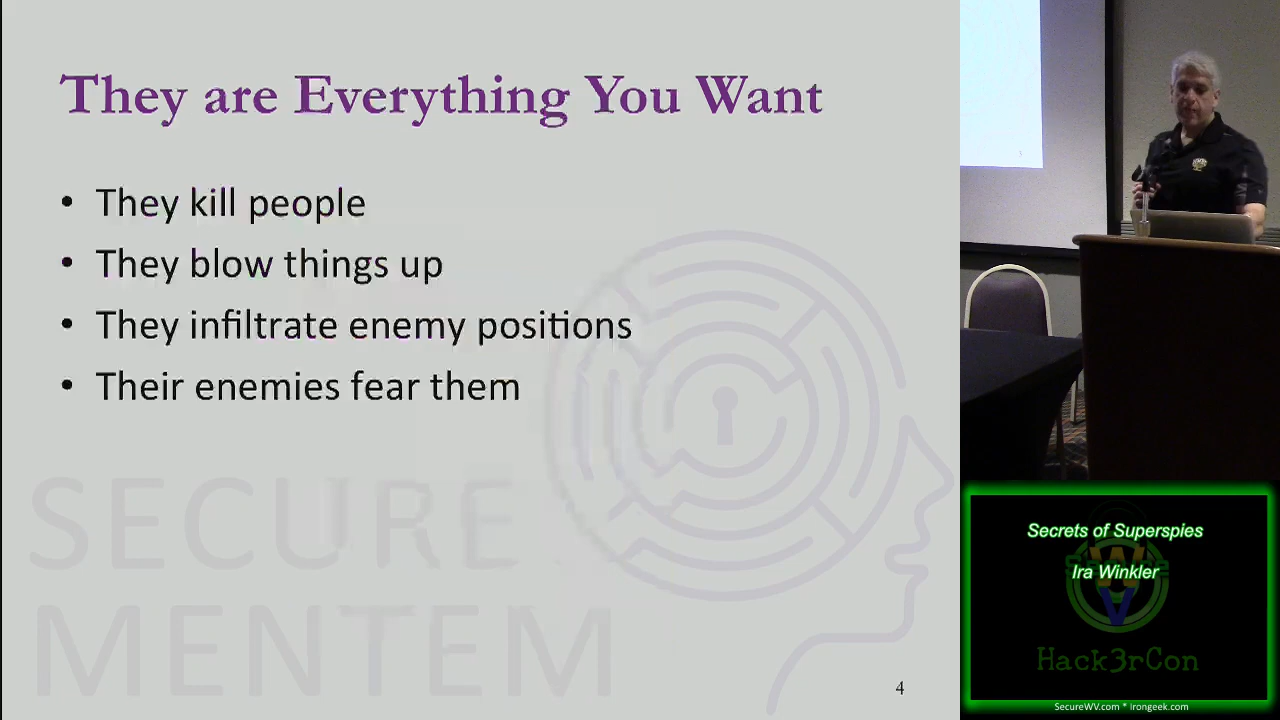 They are Everything You Want
• They kill people
• They blow things up
• They infiltrate enemy positions
• Their enemies fear them
SECURE
MENTEM
4
Secrets of Superspies
Ira Winkler
Hack3rCon
SecureWV.com * irongeek.com